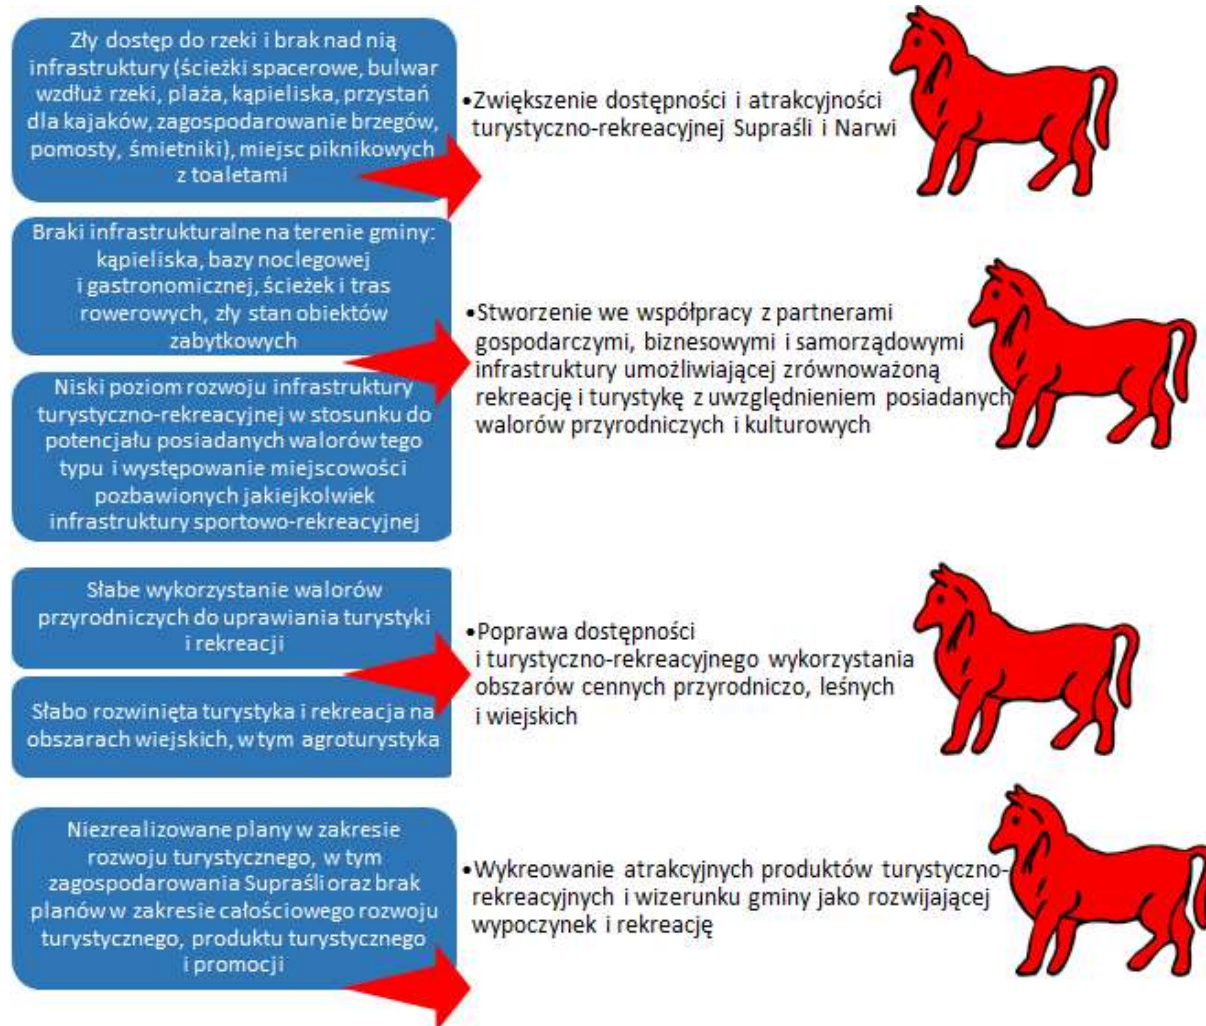 Zły dostęp do rzeki i brak nad nią
infrastruktury (ścieżki spacerowe, bulwar
wzdłuż rzeki, plaża, kąpieliska, przystań
dla kajaków, zagospodarowanie brzegów,
pomosty, śmietniki), miejsc piknikowych
z toaletami
•Zwiększenie dostępności i atrakcyjności
turystyczno-rekreacyjnej Supraśli i Narwi
Braki infrastrukturalne na terenie gminy:
kąpieliska, bazy noclegowej
i gastronomicznej, ścieżek i tras
rowerowych, zły stan obiektów
zabytkowych
Niski poziom rozwoju infrastruktury
turystyczno-rekreacyjnej w stosunku do
potencjału posiadanych walorów tego
typu i występowanie miejscowości
pozbawionych jakiejkolwiek
infrastruktury sportowo-rekreacyjnej
•Stworzenie we współpracy z partnerami
gospodarczymi, biznesowymi i samorządowymi
infrastruktury umożliwiającej zrównoważoną
rekreację i turystykę z uwzględnieniem posiadanych
walorów przyrodniczych i kulturowych
Słabe wykorzystanie walorów
przyrodniczych do uprawiania turystyki
i rekreacji
Słabo rozwinięta turystyka i rekreacja na
obszarach wiejskich, w tym agroturystyka
•Poprawa dostępności
i turystyczno-rekreacyjnego wykorzystania
obszarów cennych przyrodniczo, leśnych
i wiejskich
Niezrealizowane plany w zakresie
rozwoju turystycznego, w tym
zagospodarowania Supraśli oraz brak
planów w zakresie całościowego rozwoju
turystycznego, produktu turystycznego
i promocji
•Wykreowanie atrakcyjnych produktów turystyczno-
rekreacyjnych i wizerunku gminy jako rozwijającej
wypoczynek i rekreację